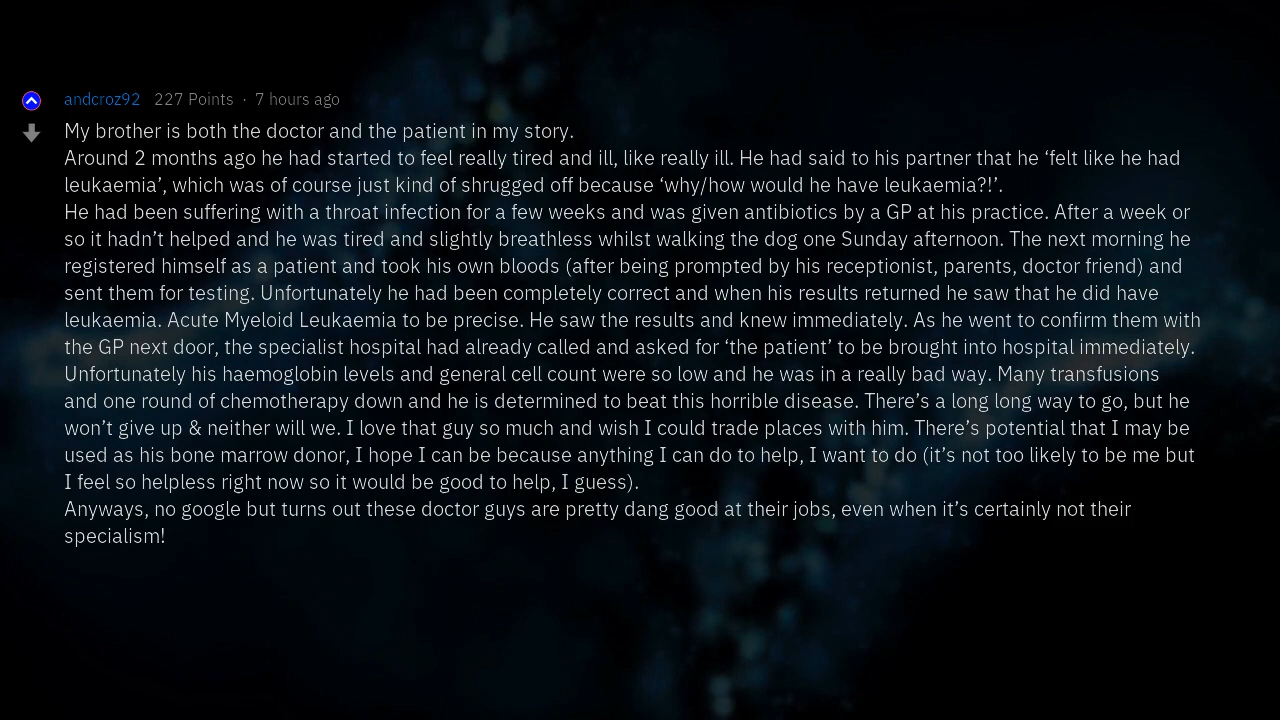 andcroz92 227 Points · 7 hours ago
My brother is both the doctor and the patient in my story.
Around 2 months ago he had started to feel really tired and ill, like really ill. He had said to his partner that he ‘felt like he had
leukaemia’, which was of course just kind of shrugged off because ‘why/how would he have leukaemia?!’.
He had been suffering with a throat infection for a few weeks and was given antibiotics by a GP at his practice. After a week or
so it hadn’t helped and he was tired and slightly breathless whilst walking the dog one Sunday afternoon. The next morning he
registered himself as a patient and took his own bloods (after being prompted by his receptionist, parents, doctor friend) and
sent them for testing. Unfortunately he had been completely correct and when his results returned he saw that he did have
leukaemia. Acute Myeloid Leukaemia to be precise. He saw the results and knew immediately. As he went to confirm them with
the GP next door, the specialist hospital had already called and asked for ‘the patient’ to be brought into hospital immediately.
Unfortunately his haemoglobin levels and general cell count were so low and he was in a really bad way. Many transfusions
and one round of chemotherapy down and he is determined to beat this horrible disease. There’s a long long way to go, but he
won’t give up & neither will we. I love that guy so much and wish I could trade places with him. There’s potential that I may be
used as his bone marrow donor, I hope I can be because anything I can do to help, I want to do (it’s not too likely to be me but
I feel so helpless right now so it would be good to help, I guess).
Anyways, no google but turns out these doctor guys are pretty dang good at their jobs, even when it’s certainly not their
specialism!